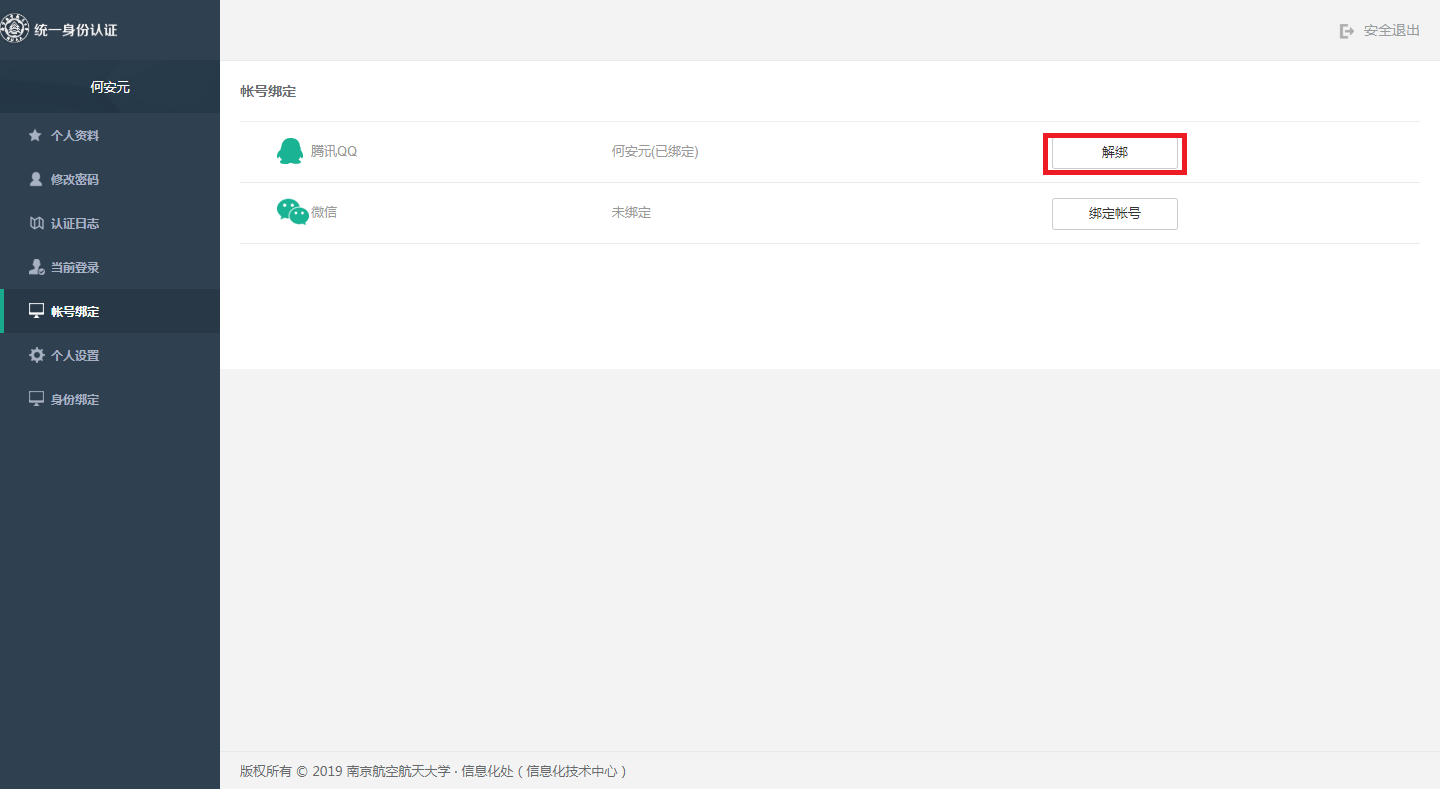 统一身份认证
安全退出
何安元
个人资料
修改密码
认证日志
当前登录
帐号绑定
个人设置
身份绑定
帐号绑定
腾讯QQ 何安元(已绑定) 解绑
微信 未绑定 绑定帐号
版权所有 © 2019 南京航空航天大学 · 信息化处 ( 信息化技术中心 )